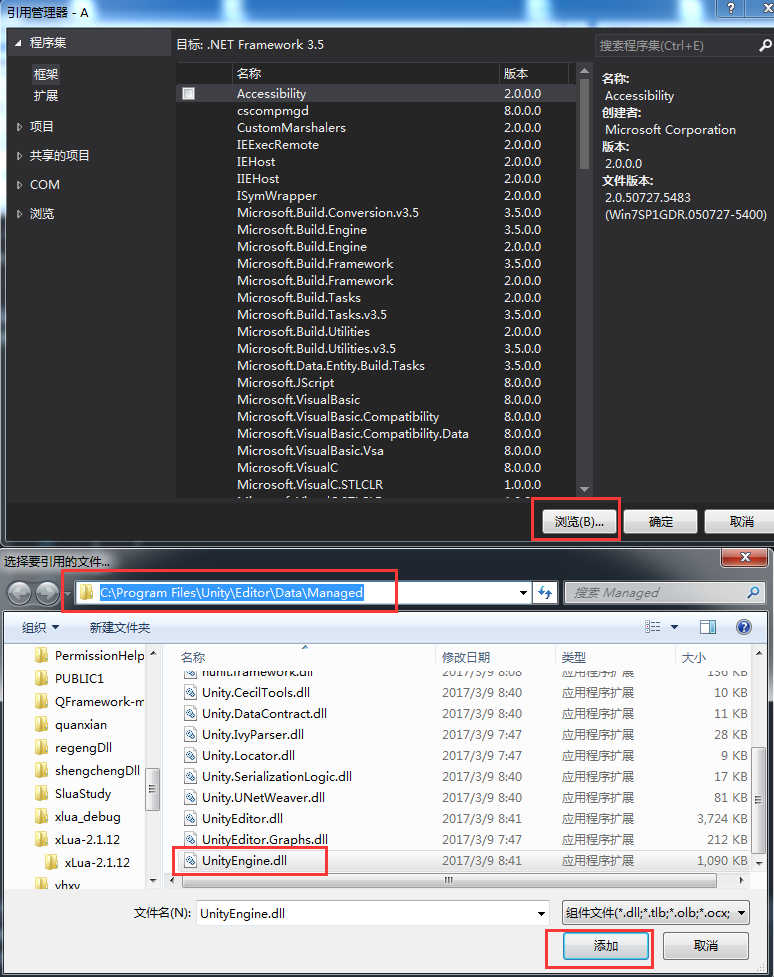 引用管理器 - A
程序集
框架
扩展
项目
共享的项目
COM
浏览
目标: .NET Framework 3.5
搜索程序集(Ctrl+E)
名称 版本
Accessibility 2.0.0.0
cscompmgd 8.0.0.0
CustomMarshalers 2.0.0.0
IEExecRemote 2.0.0.0
IEHost 2.0.0.0
IIEHost 2.0.0.0
ISymWrapper 2.0.0.0
Microsoft.Build.Conversion.v3.5 3.5.0.0
Microsoft.Build.Engine 3.5.0.0
Microsoft.Build.Engine 2.0.0.0
Microsoft.Build.Framework 3.5.0.0
Microsoft.Build.Framework 2.0.0.0
Microsoft.Build.Tasks 2.0.0.0
Microsoft.Build.Tasks.v3.5 3.5.0.0
Microsoft.Build.Utilities 2.0.0.0
Microsoft.Build.Utilities.v3.5 3.5.0.0
Microsoft.Data.Entity.Build.Tasks 3.5.0.0
Microsoft.JScript 8.0.0.0
Microsoft.VisualBasic 8.0.0.0
Microsoft.VisualBasic.Compatibility 8.0.0.0
Microsoft.VisualBasic.Compatibility.Data 8.0.0.0
Microsoft.VisualBasic.Vsa 8.0.0.0
Microsoft.VisualC 8.0.0.0
Microsoft.VisualC.STLCLR 1.0.0.0
名称:
Accessibility
创建者:
Microsoft Corporation
版本:
2.0.0.0
文件版本:
2.0.50727.5483
(Win7SP1GDR.050727-5400)
浏览(B)... 确定 取消
选择要引用的文件...
C:\Program Files\Unity\Editor\Data\Managed
搜索 Managed
组织 新建文件夹
PermissionHelp
PUBLIC1
QFramework-m
quanxian
regengDll
shengchengDll
SluaStudy
xlua_debug
xLua-2.1.12
xLua-2.1.12
yhxy
名称 修改日期 类型 大小
nunit.framework.dll 2017/3/9 8:08 应用程序扩展 136 KB
Unity.CecilTools.dll 2017/3/9 8:40 应用程序扩展 10 KB
Unity.DataContract.dll 2017/3/9 8:40 应用程序扩展 11 KB
Unity.IvyParser.dll 2017/3/9 7:47 应用程序扩展 28 KB
Unity.Locator.dll 2017/3/9 7:47 应用程序扩展 9 KB
Unity.SerializationLogic.dll 2017/3/9 8:40 应用程序扩展 17 KB
Unity.UNetWeaver.dll 2017/3/9 8:40 应用程序扩展 81 KB
UnityEditor.dll 2017/3/9 8:41 应用程序扩展 3,724 KB
UnityEditor.Graphs.dll 2017/3/9 7:47 应用程序扩展 212 KB
UnityEngine.dll 2017/3/9 8:41 应用程序扩展 1,090 KB
文件名(N): UnityEngine.dll 组件文件(*.dll;*.tlb;*.olb;*.ocx;
添加 取消